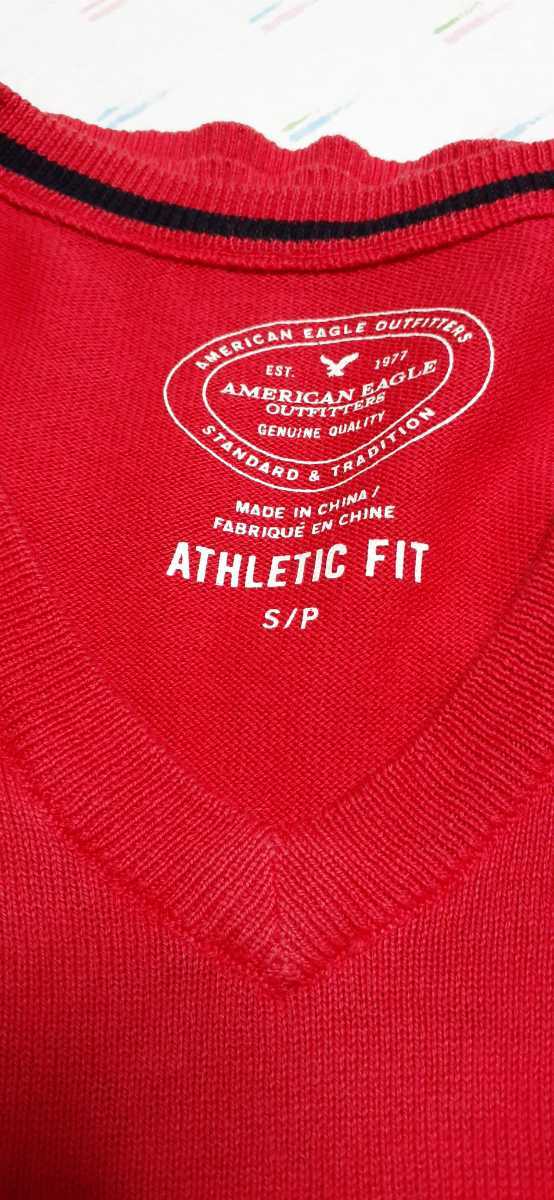 AMERICAN EAGLE OUTFITTERS
EST. 1977
AMERICAN EAGLE
OUTFITTERS
GENUINE QUALITY
STANDARD & TRADITION
MADE IN CHINA /
FABRIQUÉ EN CHINE
ATHLETIC FIT
S/P